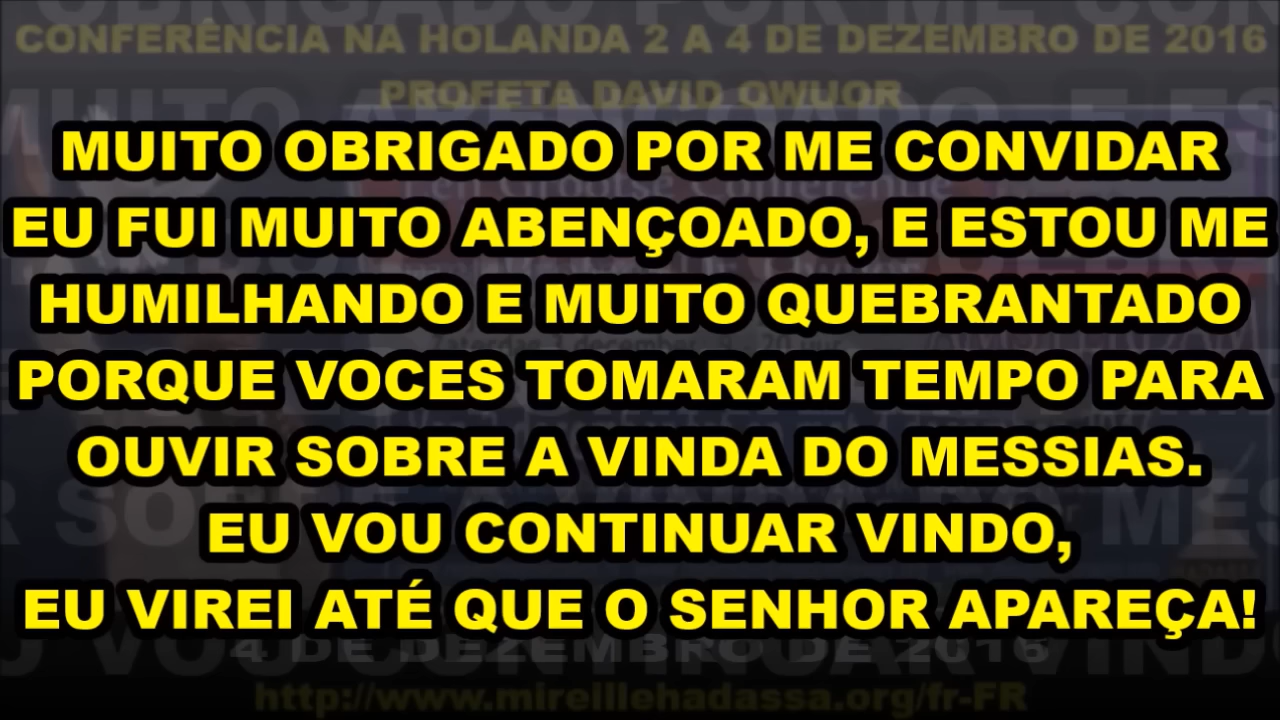 CONFERÊNCIA NA HOLANDA 2 A 4 DE DEZEMBRO DE 2016
PROFETA DAVID OWUOR
MUITO OBRIGADO POR ME CONVIDAR
EU FUI MUITO ABENÇOADO, E ESTOU ME
HUMILHANDO E MUITO QUEBRANTADO
PORQUE VOCES TOMARAM TEMPO PARA
OUVIR SOBRE A VINDA DO MESSIAS.
EU VOU CONTINUAR VINDO,
EU VIREI ATÉ QUE O SENHOR APAREÇA!
4 DE DEZEMBRO DE 2016
http://www.mireillehadassa.org/fr-FR